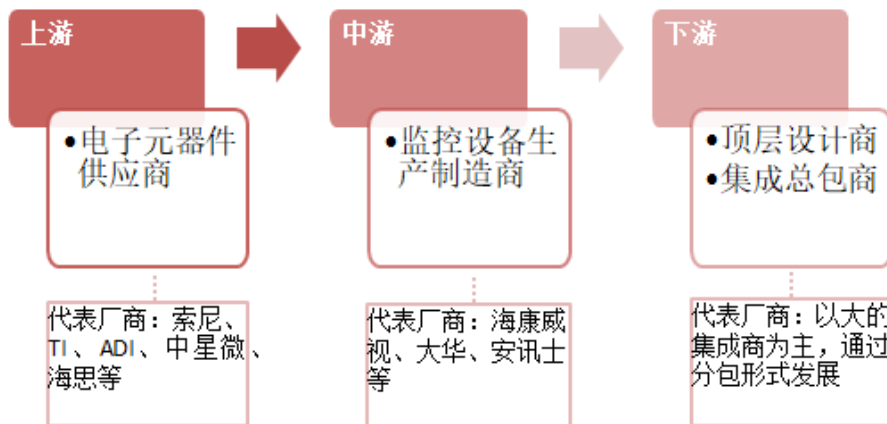 上游
中游
下游
•电子元器件
供应商
•监控设备生
产制造商
•顶层设计商
•集成总包商
代表厂商：索尼、
TI、ADI、中星微、
海思等
代表厂商：海康威
视、大华、安讯士
等
代表厂商：以大的
集成商为主，通过
分包形式发展